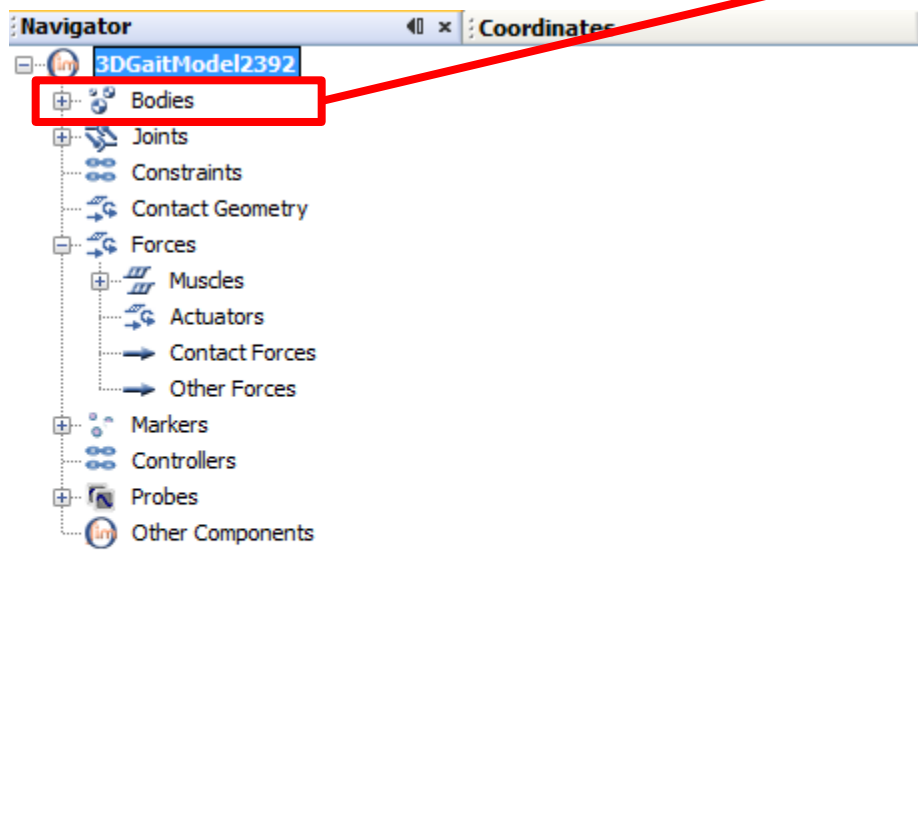 Navigator
Coordinates
3DGaitModel2392
Bodies
Joints
Constraints
Contact Geometry
Forces
Muscles
Actuators
Contact Forces
Other Forces
Markers
Controllers
Probes
Other Components